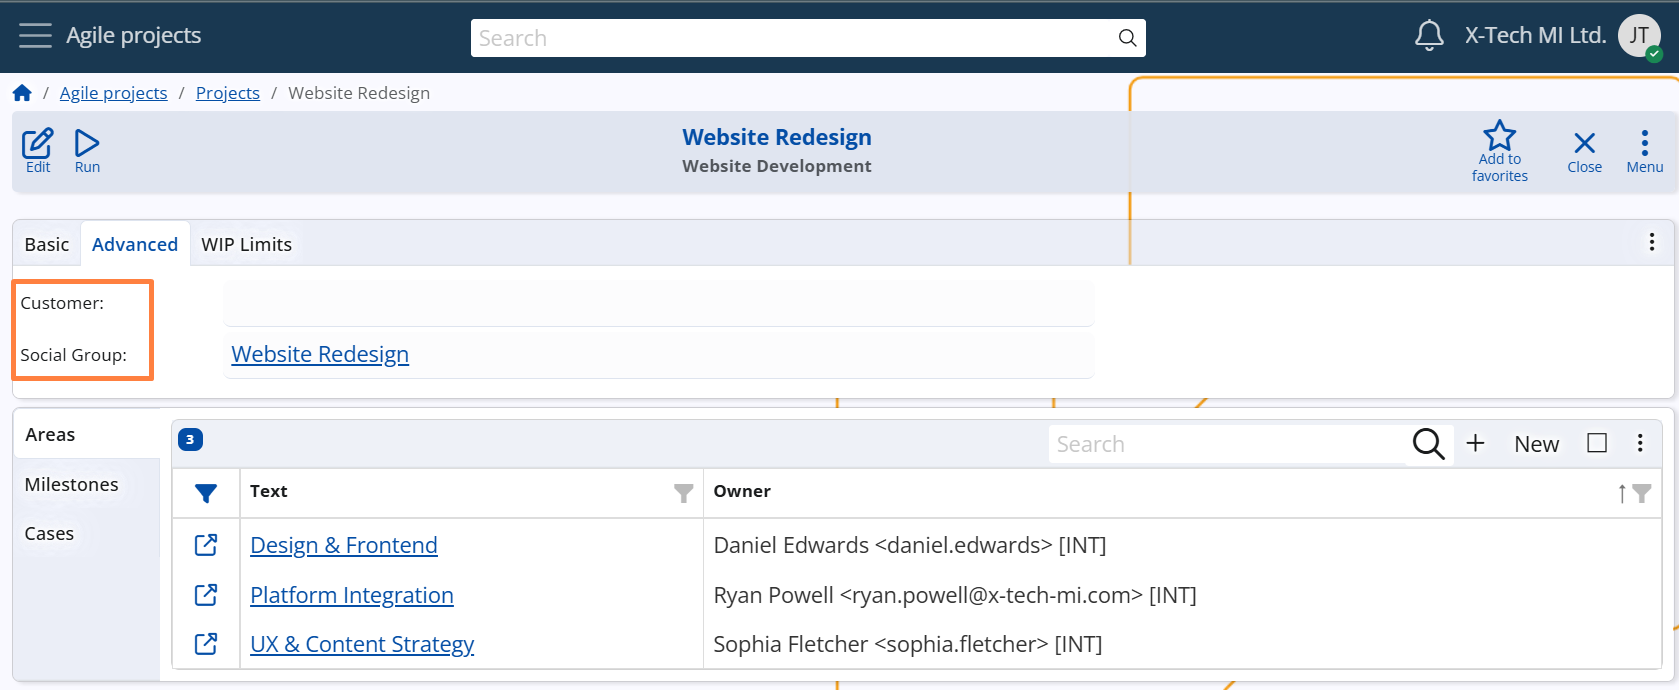 Agile projects
Search
X-Tech MI Ltd.
JT
/ Agile projects / Projects / Website Redesign
Edit
Run
Website Redesign
Website Development
Add to
favorites
Close
Menu
Basic
Advanced
WIP Limits
Customer:
Social Group:
Website Redesign
Areas
Milestones
Cases
3
Search
New
Text
Owner
Design & Frontend
Daniel Edwards <daniel.edwards> [INT]
Platform Integration
Ryan Powell <ryan.powell@x-tech-mi.com> [INT]
UX & Content Strategy
Sophia Fletcher <sophia.fletcher> [INT]